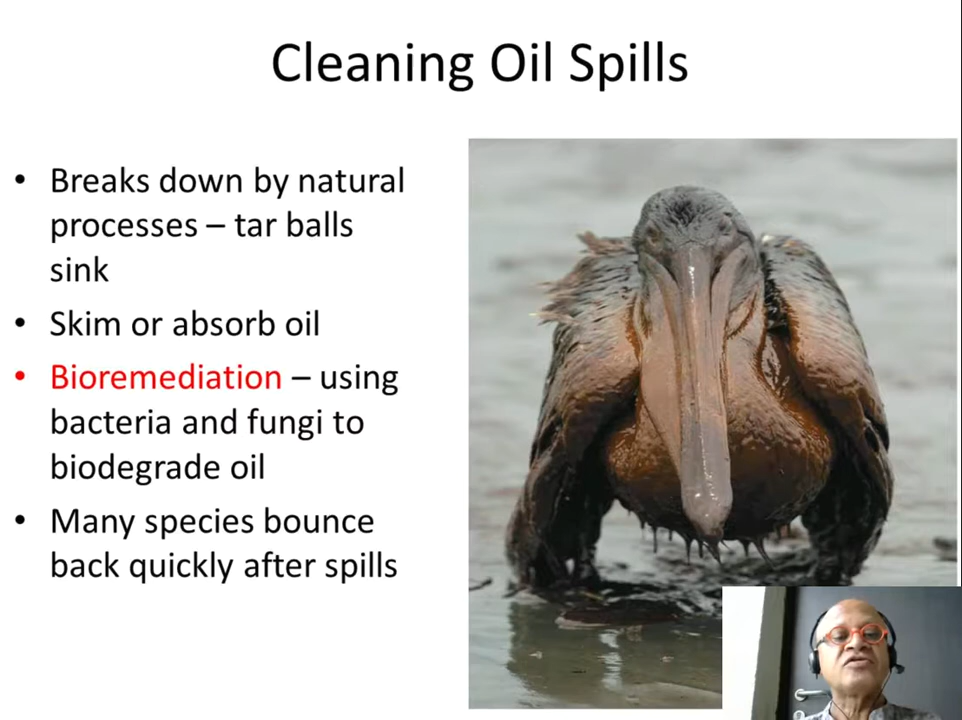 Cleaning Oil Spills
• Breaks down by natural
processes – tar balls
sink
• Skim or absorb oil
• Bioremediation – using
bacteria and fungi to
biodegrade oil
• Many species bounce
back quickly after spills